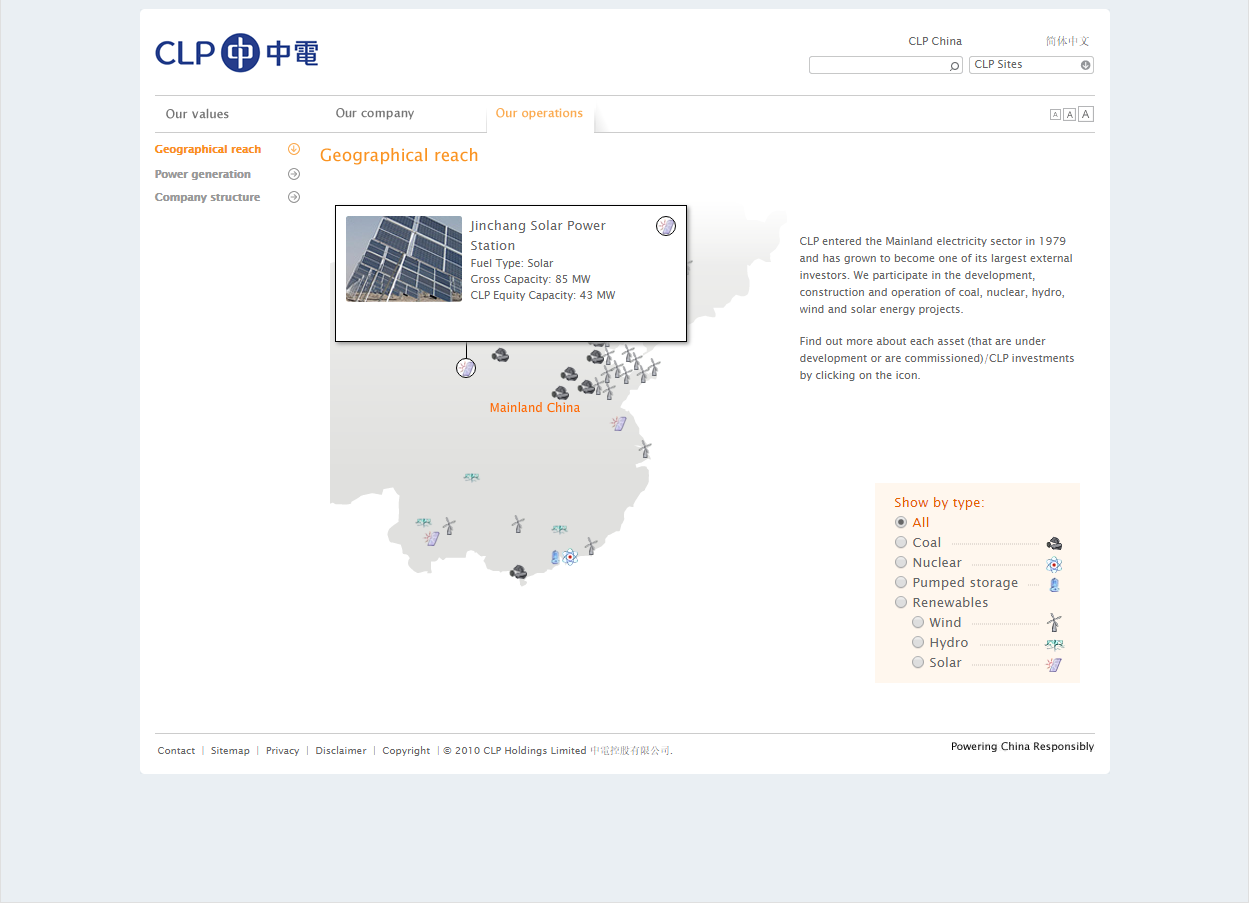 CLP 中 中電
CLP China
简体中文
CLP Sites
Our values
Our company
Our operations
A A A
Geographical reach
Power generation
Company structure
Geographical reach
Jinchang Solar Power
Station
Fuel Type: Solar
Gross Capacity: 85 MW
CLP Equity Capacity: 43 MW
Mainland China
CLP entered the Mainland electricity sector in 1979
and has grown to become one of its largest external
investors. We participate in the development,
construction and operation of coal, nuclear, hydro,
wind and solar energy projects.
Find out more about each asset (that are under
development or are commissioned)/CLP investments
by clicking on the icon.
Show by type:
All
Coal
Nuclear
Pumped storage
Renewables
Wind
Hydro
Solar
Contact | Sitemap | Privacy | Disclaimer | Copyright | © 2010 CLP Holdings Limited 中電控股有限公司.
Powering China Responsibly